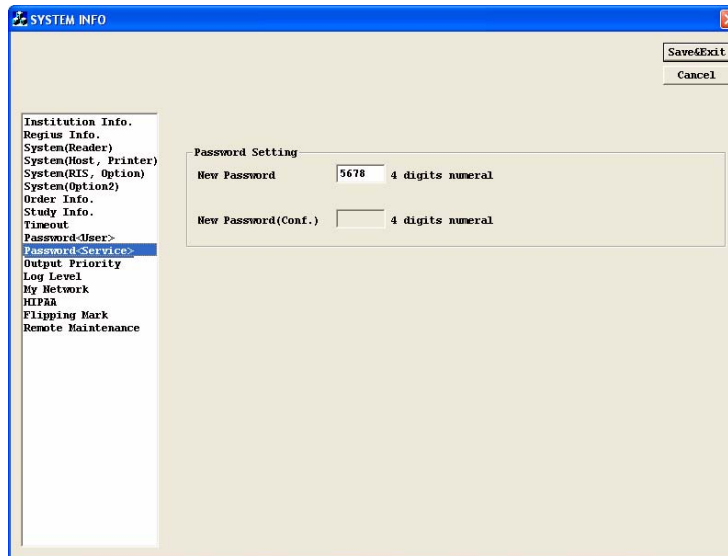 SYSTEM INFO
Save&Exit
Cancel
Institution Info.
Regius Info.
System(Reader)
System(Host, Printer)
System(RIS, Option)
System(Option2)
Order Info.
Study Info.
Timeout
Password<User>
Password<Service>
Output Priority
Log Level
My Network
HIPAA
Flipping Mark
Remote Maintenance
Password Setting
New Password 5678 4 digits numeral
New Password(Conf.) 4 digits numeral